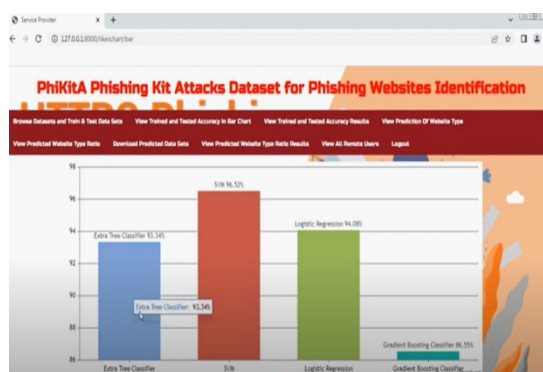 Service Provider
127.0.0.1:8000/likeschart/bar
PhiKitA Phishing Kit Attacks Dataset for Phishing Websites Identification
Browse Datasets and Train & Test Data Sets View Trained and Tested Accuracy in Bar Chart View Trained and Tested Accuracy Results View Prediction Of Website Type
View Predicted Website Type Ratio Download Predicted Data Sets View Predicted Website Type Ratio Results View All Remote Users Logout
98
SVM 96.52%
96
Logistic Regression 94.08%
94
Extra Tree Classifier 93.34%
92
90
Extra Tree Classifier: 93.34%
88
Gradient Boosting Classifier 86.55%
86
Extra Tree Classifier SVM Logistic Regression Gradient Boosting Classifier